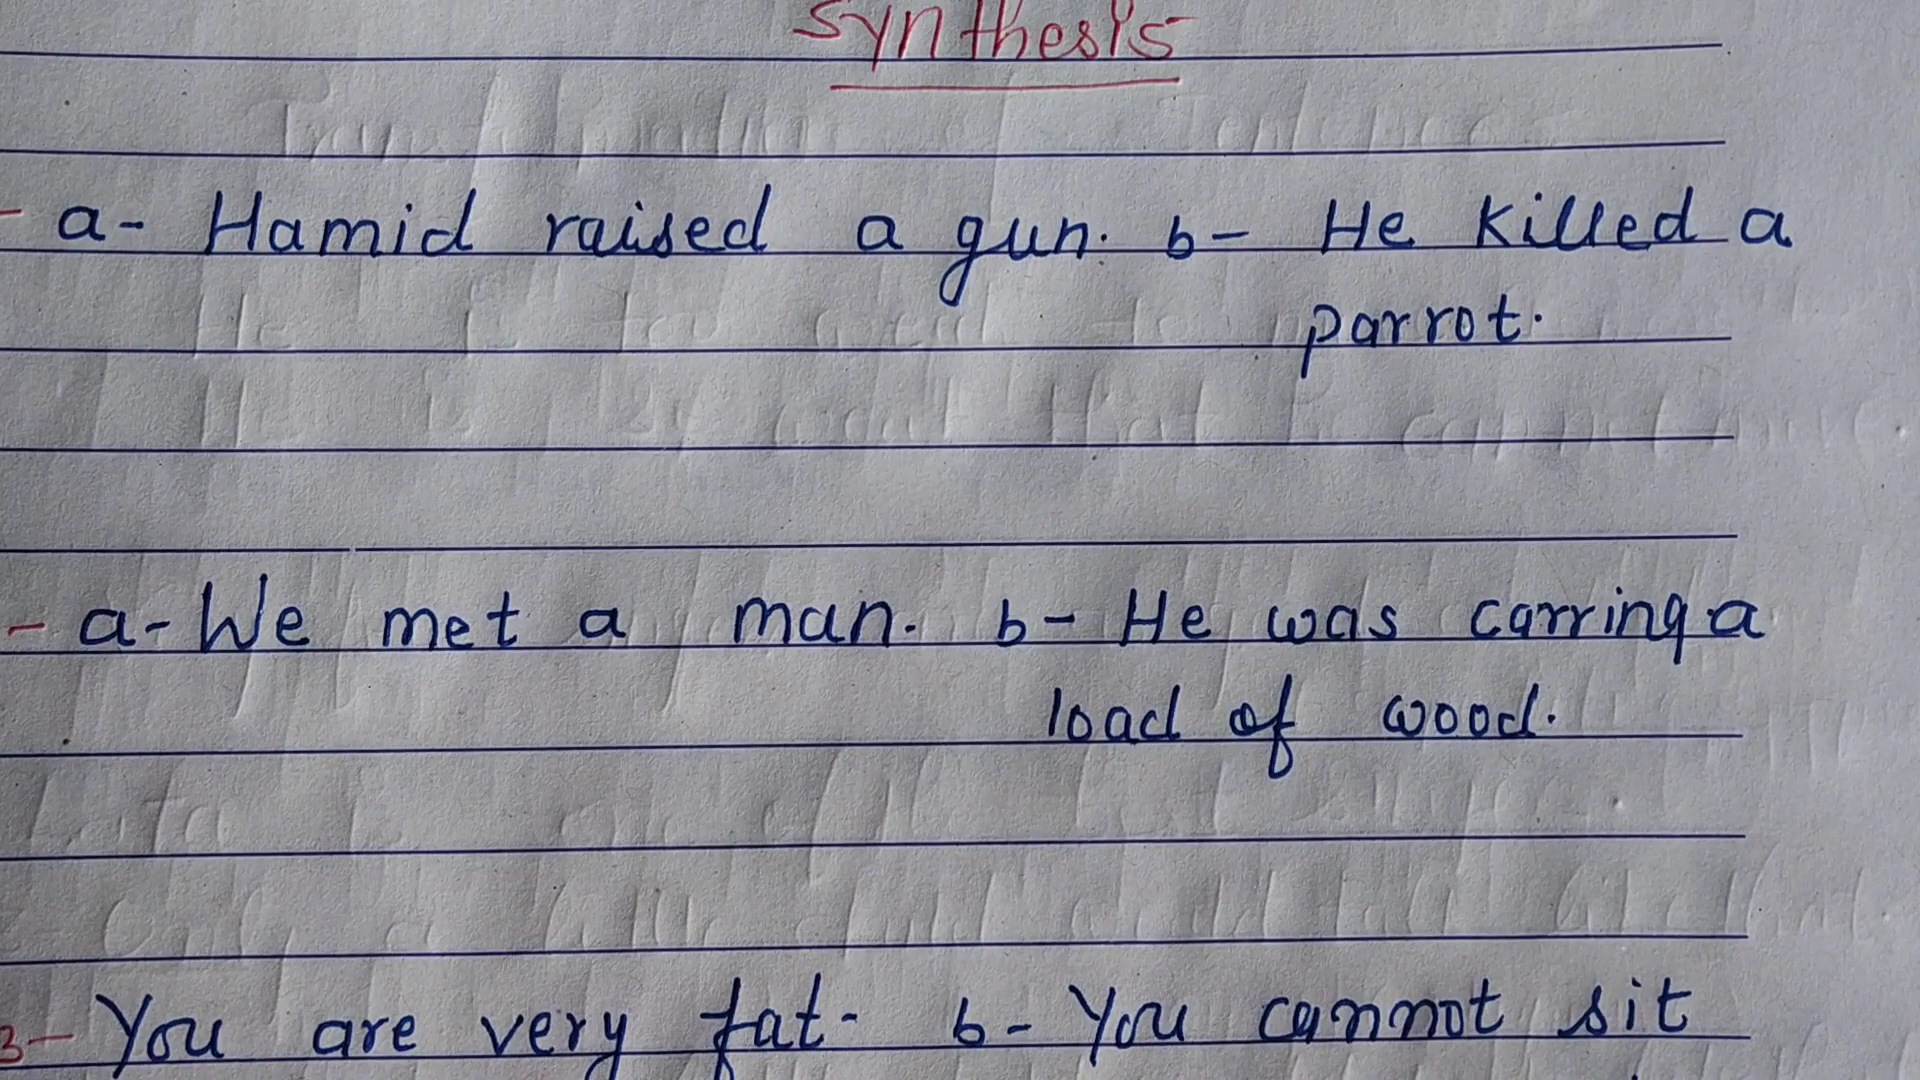 Synthesis
- a- Hamid raised a gun. b- He killed a
parrot.
- a- We met a man. b- He was carring a
load of wood.
3- You are very fat- b- You cannot sit